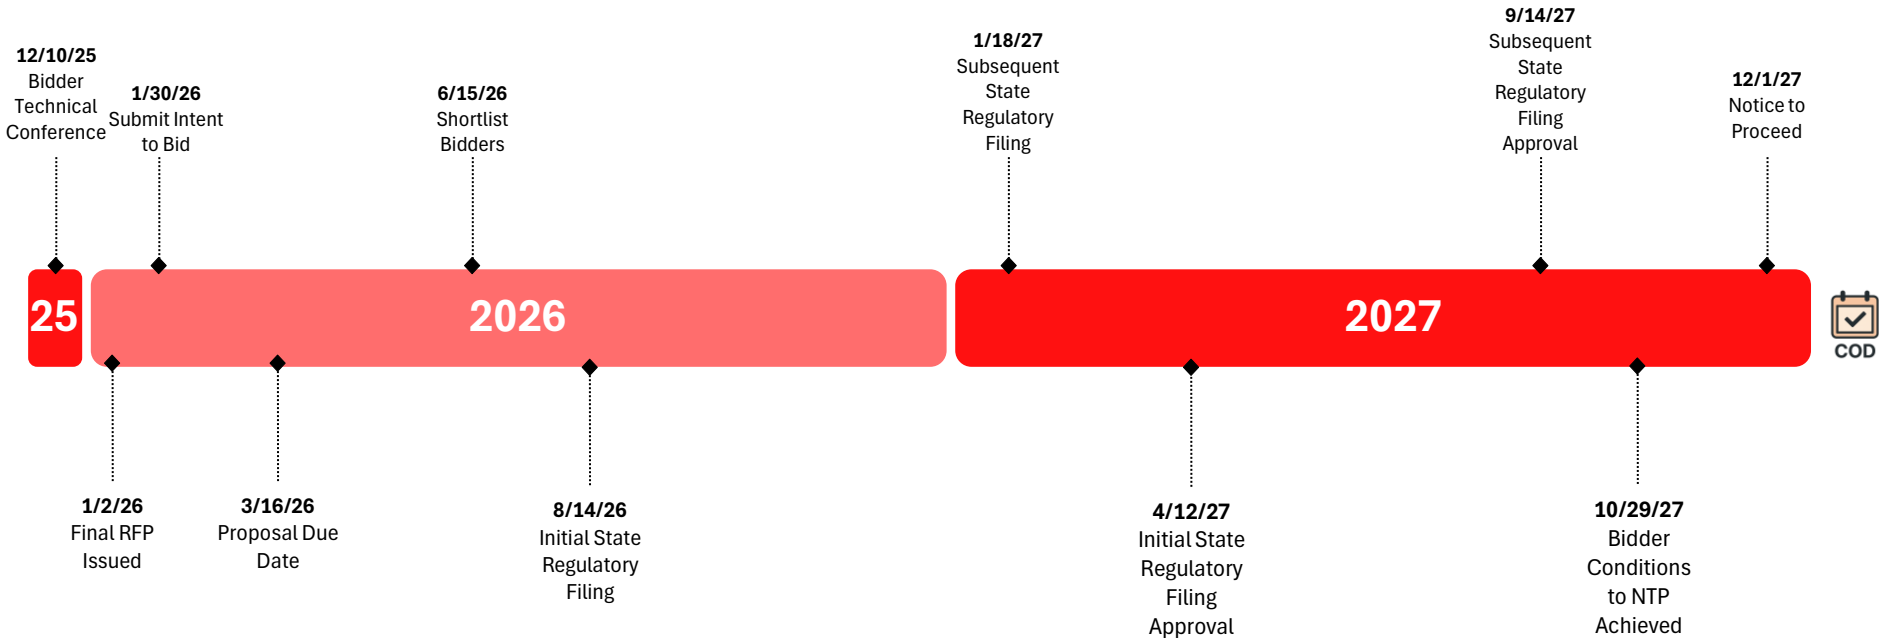 12/10/25
Bidder
Technical
Conference
1/30/26
Submit Intent
to Bid
6/15/26
Shortlist
Bidders
1/18/27
Subsequent
State
Regulatory
Filing
9/14/27
Subsequent
State
Regulatory
Filing
Approval
12/1/27
Notice to
Proceed
25
2026
2027
COD
1/2/26
Final RFP
Issued
3/16/26
Proposal Due
Date
8/14/26
Initial State
Regulatory
Filing
4/12/27
Initial State
Regulatory
Filing
Approval
10/29/27
Bidder
Conditions
to NTP
Achieved